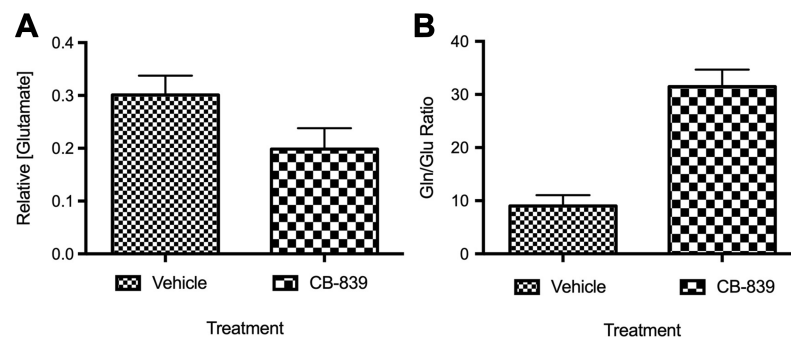 A
Relative [Glutamate]
0.4
0.3
0.2
0.1
0.0
Vehicle
CB-839
Treatment
B
Gln/Glu Ratio
40
30
20
10
0
Vehicle
CB-839
Treatment